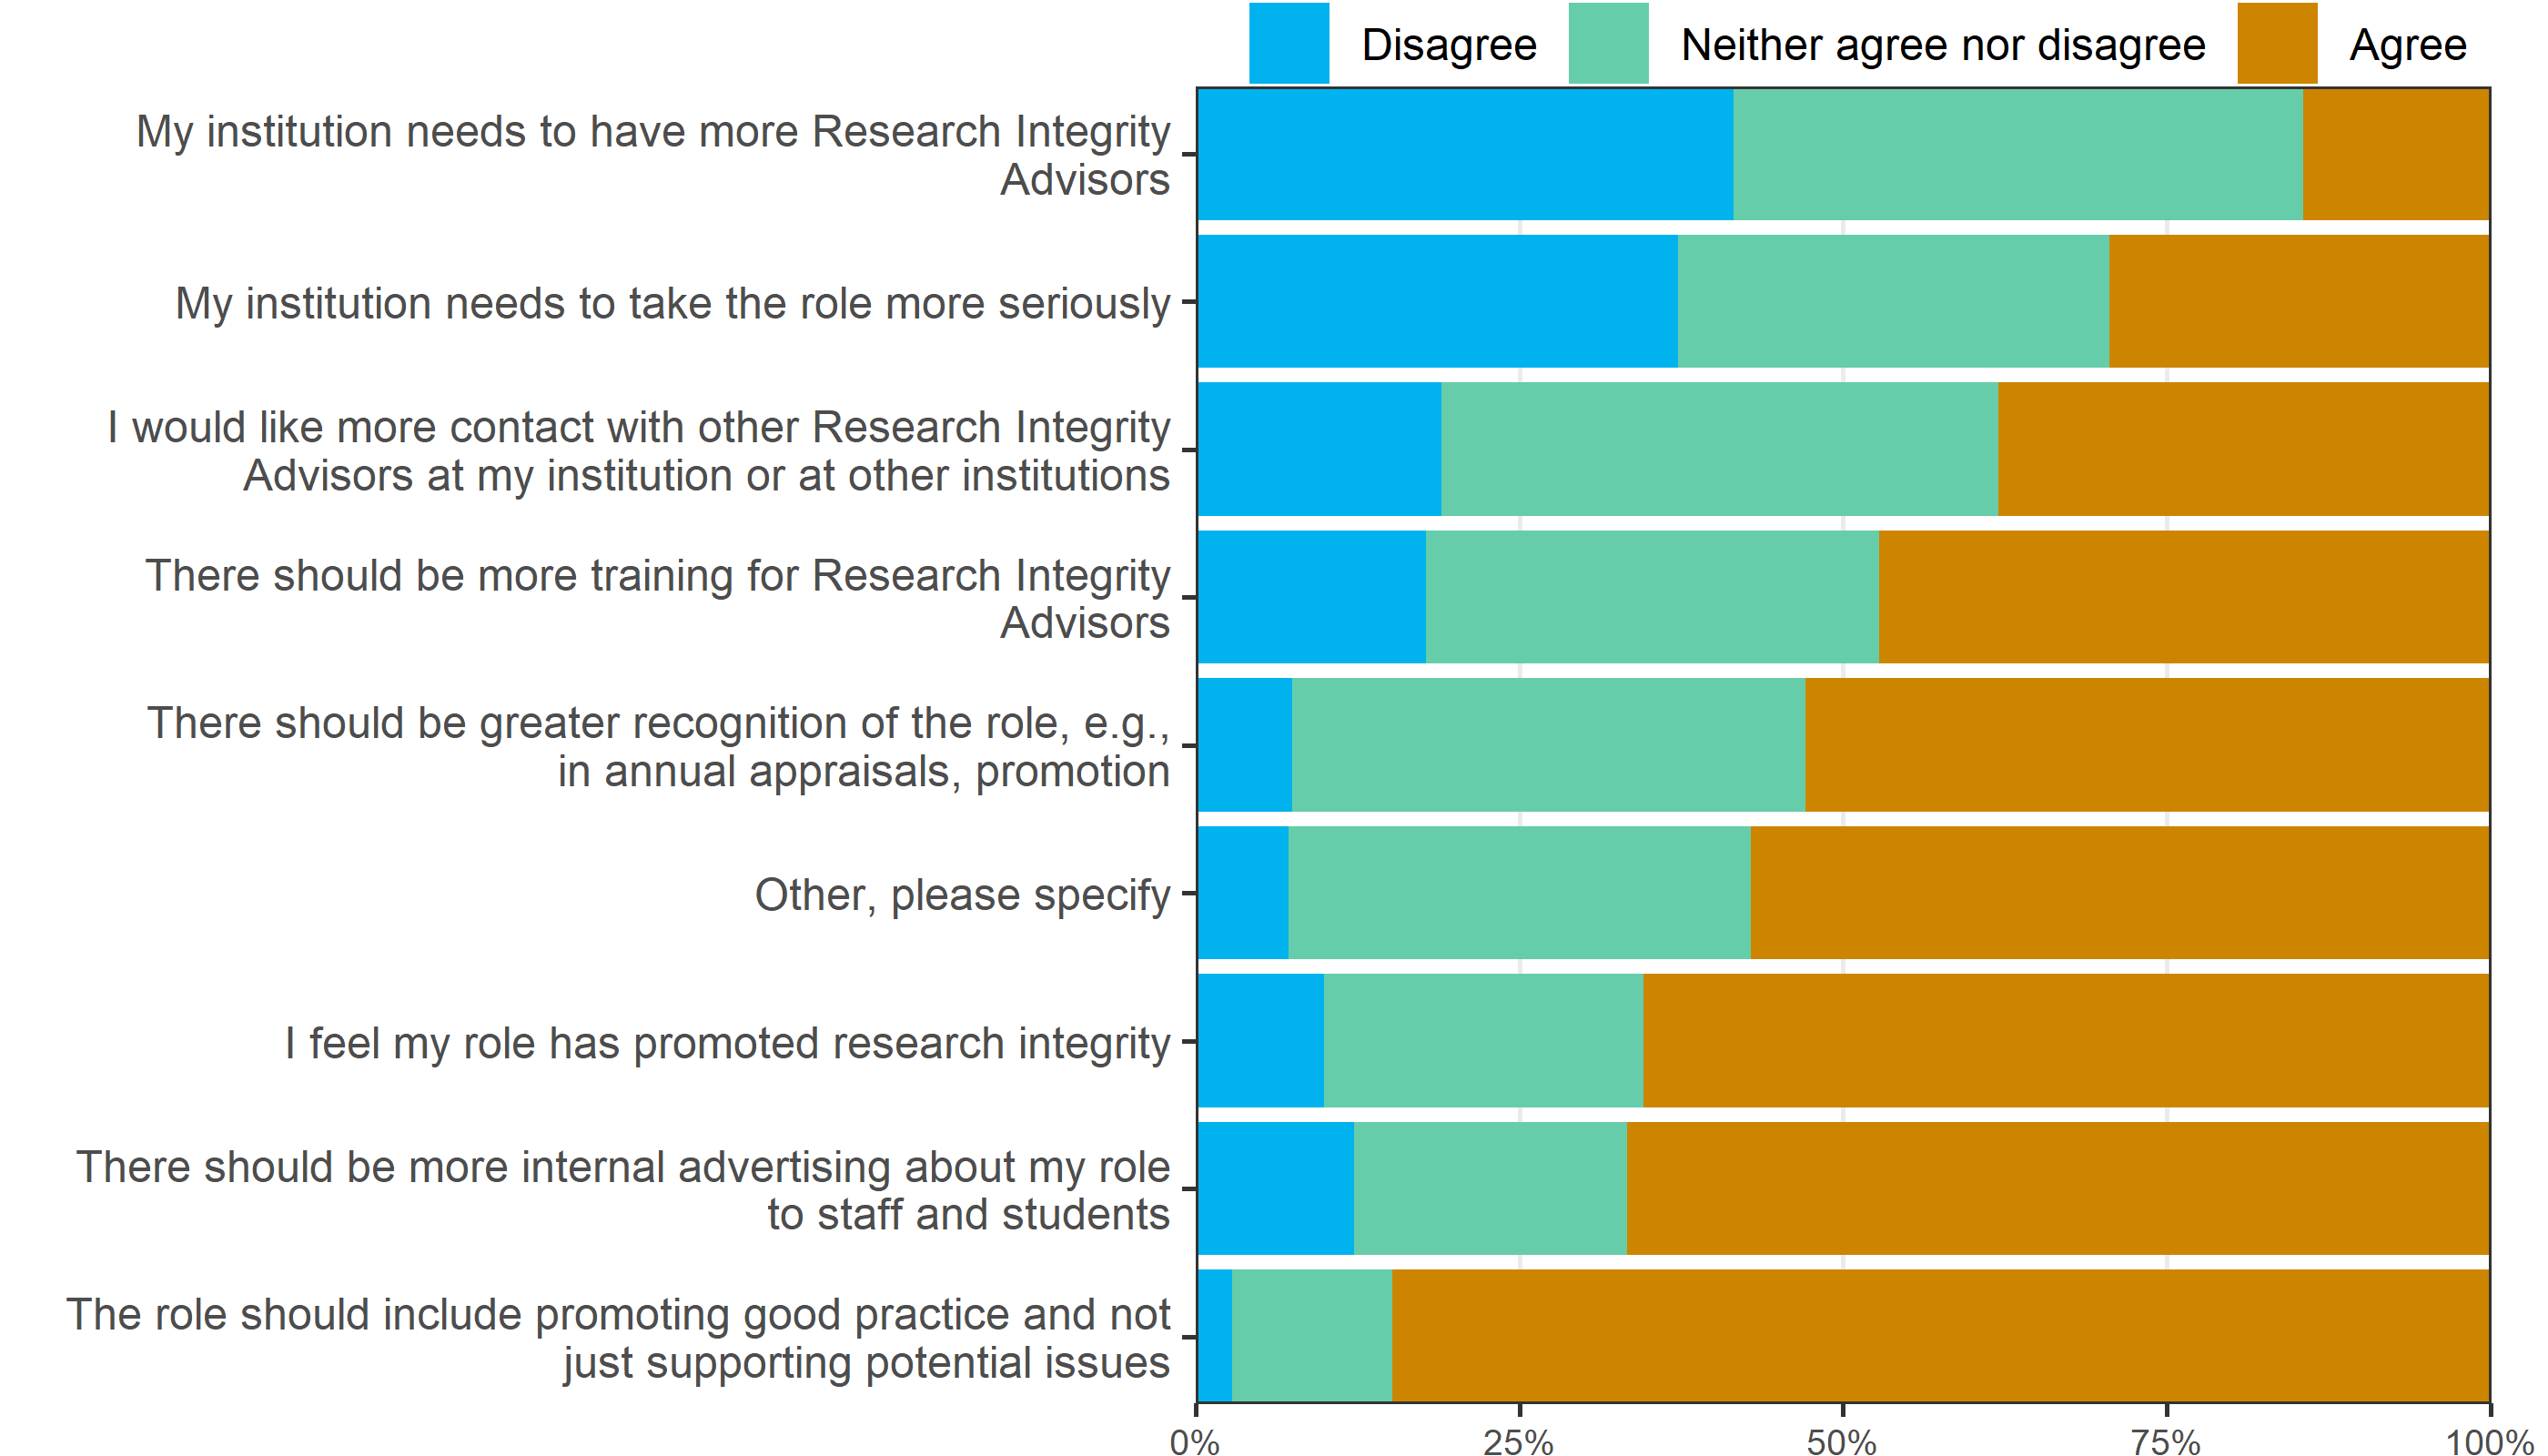 Disagree Neither agree nor disagree Agree
My institution needs to have more Research Integrity
Advisors
My institution needs to take the role more seriously
I would like more contact with other Research Integrity
Advisors at my institution or at other institutions
There should be more training for Research Integrity
Advisors
There should be greater recognition of the role, e.g.,
in annual appraisals, promotion
Other, please specify
I feel my role has promoted research integrity
There should be more internal advertising about my role
to staff and students
The role should include promoting good practice and not
just supporting potential issues
0% 25% 50% 75% 100%